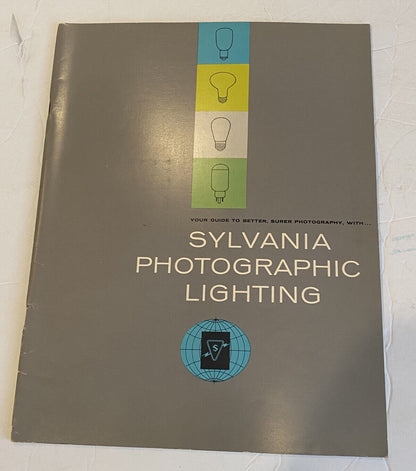 YOUR GUIDE TO BETTER, SURER PHOTOGRAPHY, WITH...
SYLVANIA
PHOTOGRAPHIC
LIGHTING
S